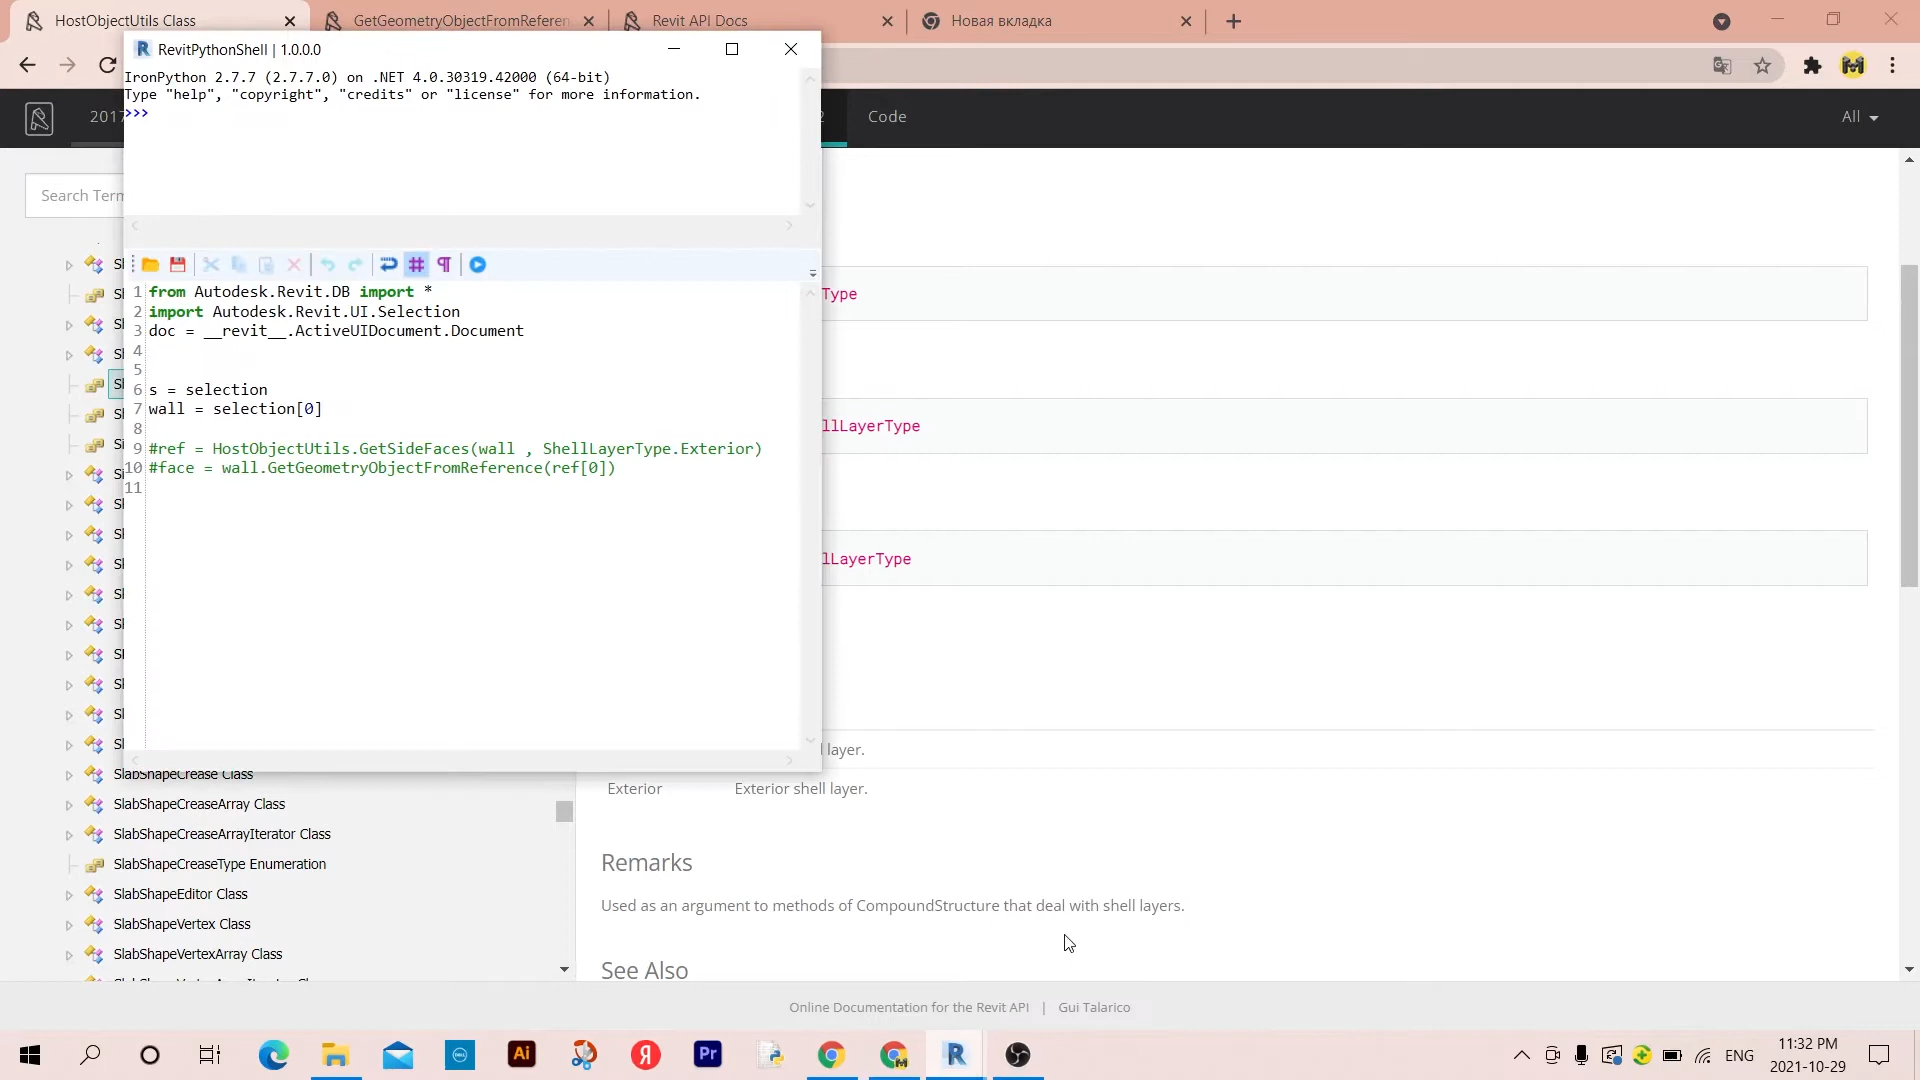 HostObjectUtils Class
GetGeometryObjectFromReferen
Revit API Docs
Новая вкладка
RevitPythonShell | 1.0.0.0
IronPython 2.7.7 (2.7.7.0) on .NET 4.0.30319.42000 (64-bit)
Type "help", "copyright", "credits" or "license" for more information.
>>>
2017
2
Code
All
Search Tern
1 from Autodesk.Revit.DB import *
2 import Autodesk.Revit.UI.Selection
3 doc = __revit__.ActiveUIDocument.Document
4
5
6 s = selection
7 wall = selection[0]
8
9 #ref = HostObjectUtils.GetSideFaces(wall , ShellLayerType.Exterior)
10 #face = wall.GetGeometryObjectFromReference(ref[0])
11
Type
llLayerType
lLayerType
layer.
Exterior
Exterior shell layer.
Remarks
Used as an argument to methods of CompoundStructure that deal with shell layers.
See Also
SlabShapeCrease Class
SlabShapeCreaseArray Class
SlabShapeCreaseArrayIterator Class
SlabShapeCreaseType Enumeration
SlabShapeEditor Class
SlabShapeVertex Class
SlabShapeVertexArray Class
Online Documentation for the Revit API | Gui Talarico
DELL
Ai
Я
Pr
R
ENG
11:32 PM
2021-10-29